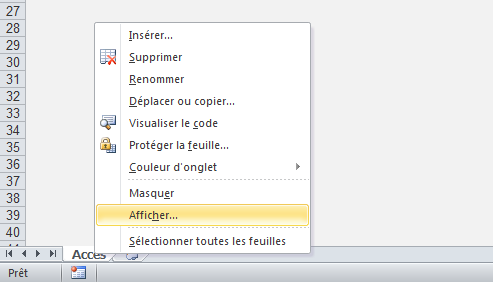 27
28
29
30
31
32
33
34
35
36
37
38
39
40
Insérer...
Supprimer
Renommer
Déplacer ou copier...
Visualiser le code
Protéger la feuille...
Couleur d'onglet
Masquer
Afficher...
Sélectionner toutes les feuilles
Accès
Prêt